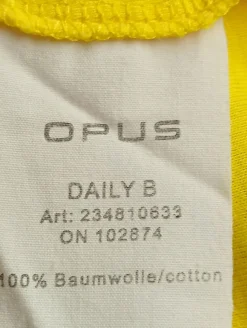 OPUS
DAILY B
Art: 234810633
ON 102874
100% Baumwolle/cotton